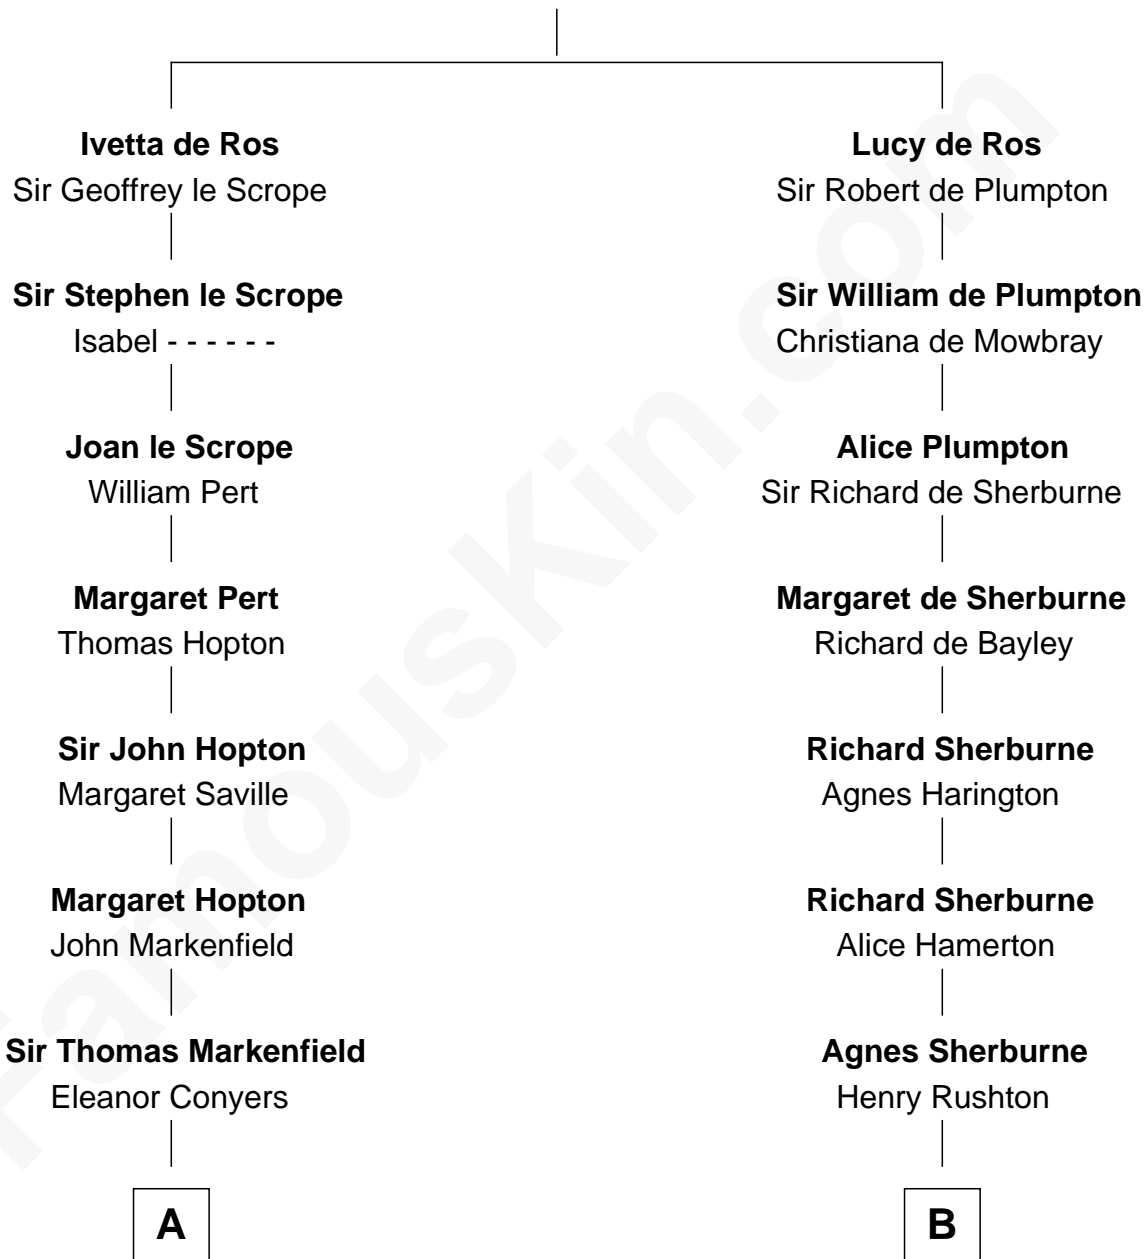 Ivetta de Ros
Sir Geoffrey le Scrope
Sir Stephen le Scrope
Isabel - - - - - -
Joan le Scrope
William Pert
Margaret Pert
Thomas Hopton
Sir John Hopton
Margaret Saville
Margaret Hopton
John Markenfield
Sir Thomas Markenfield
Eleanor Conyers
A
Lucy de Ros
Sir Robert de Plumpton
Sir William de Plumpton
Christiana de Mowbray
Alice Plumpton
Sir Richard de Sherburne
Margaret de Sherburne
Richard de Bayley
Richard Sherburne
Agnes Harington
Richard Sherburne
Alice Hamerton
Agnes Sherburne
Henry Rushton
B
FamousKin.com